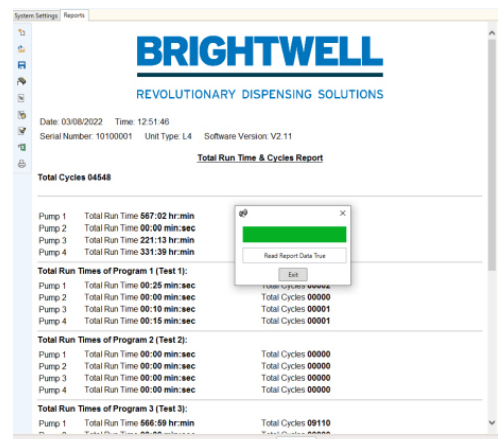 System Settings Reports
BRIGHTWELL
REVOLUTIONARY DISPENSING SOLUTIONS
Date: 03/08/2022 Time: 12:51:46
Serial Number: 10100001 Unit Type: L4 Software Version: V2.11
Total Run Time & Cycles Report
Total Cycles 04548
Pump 1 Total Run Time 567:02 hr:min
Pump 2 Total Run Time 00:00 min:sec
Pump 3 Total Run Time 221:13 hr:min
Pump 4 Total Run Time 331:39 hr:min
Read Report Data True
Exit
Total Run Times of Program 1 (Test 1):
Pump 1 Total Run Time 00:25 min:sec Total Cycles 00002
Pump 2 Total Run Time 00:00 min:sec Total Cycles 00000
Pump 3 Total Run Time 00:10 min:sec Total Cycles 00001
Pump 4 Total Run Time 00:15 min:sec Total Cycles 00001
Total Run Times of Program 2 (Test 2):
Pump 1 Total Run Time 00:00 min:sec Total Cycles 00000
Pump 2 Total Run Time 00:00 min:sec Total Cycles 00000
Pump 3 Total Run Time 00:00 min:sec Total Cycles 00000
Pump 4 Total Run Time 00:00 min:sec Total Cycles 00000
Total Run Times of Program 3 (Test 3):
Pump 1 Total Run Time 566:59 hr:min Total Cycles 09110